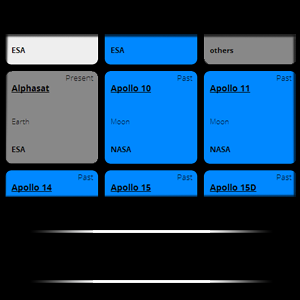 ESA ESA others
Present Past Past
Alphasat Apollo 10 Apollo 11
Earth Moon Moon
ESA NASA NASA
Past Past Past
Apollo 14 Apollo 15 Apollo 15D